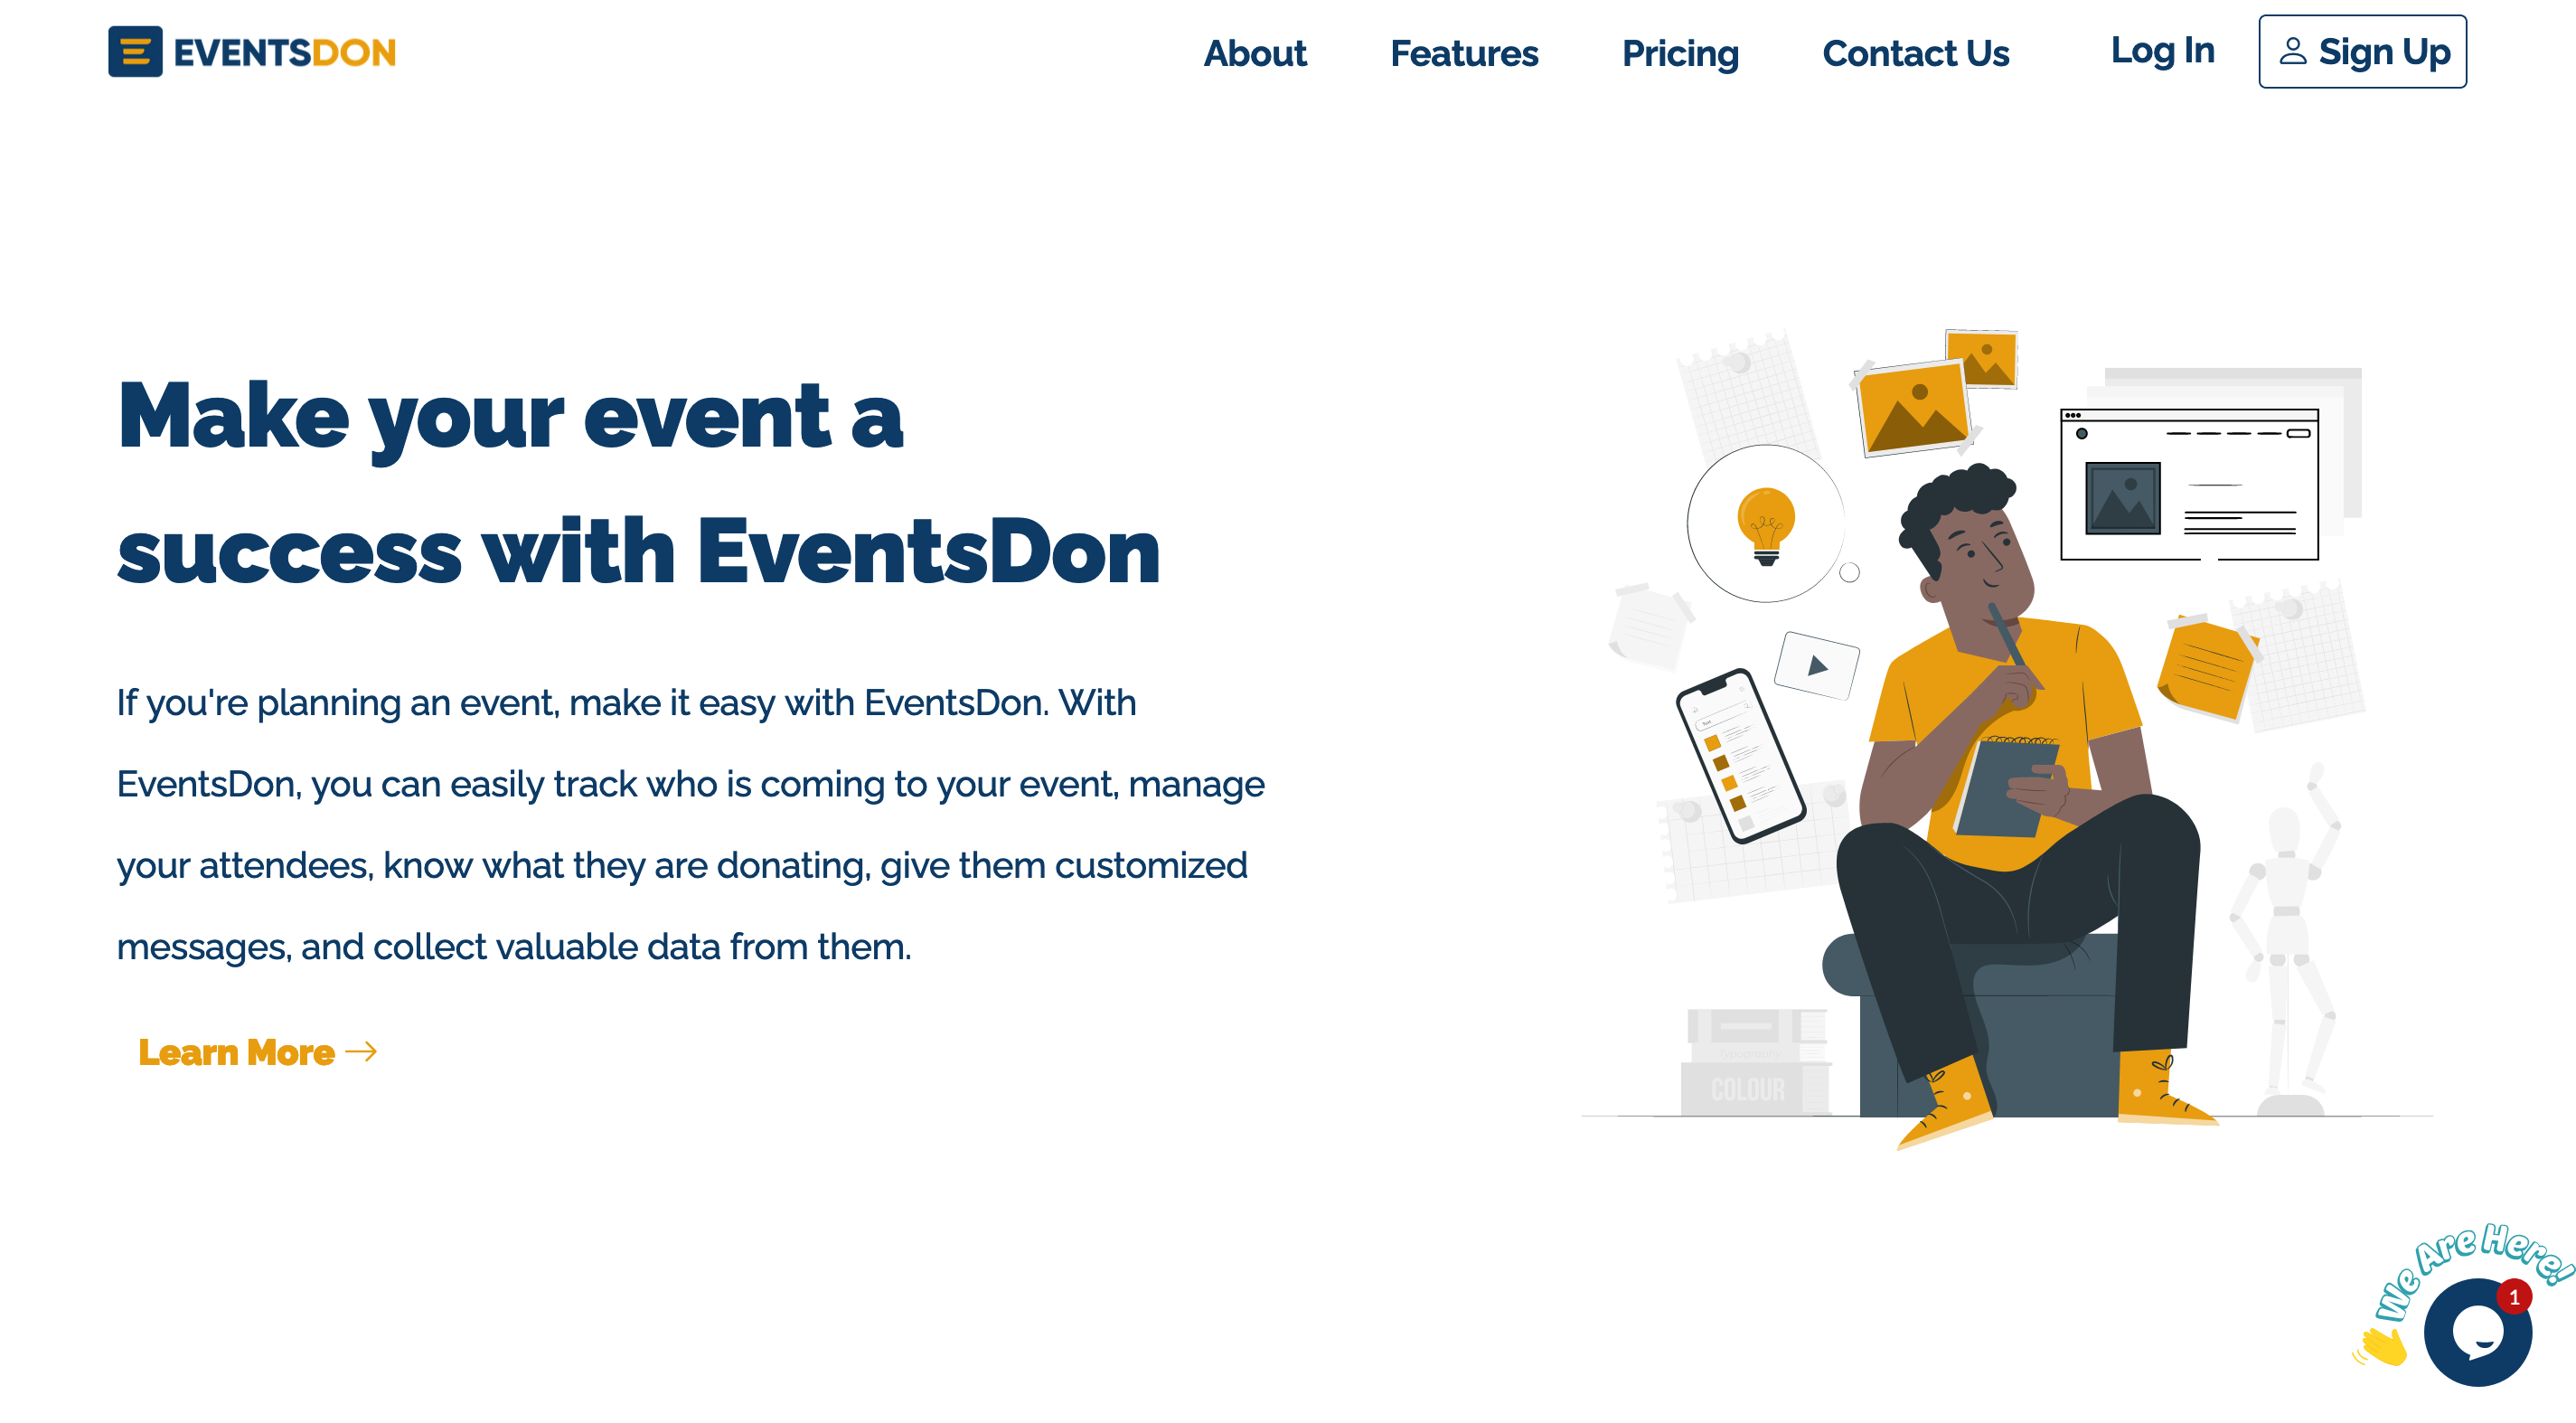 EVENTSDON
About Features Pricing Contact Us Log In Sign Up
Make your event a
success with EventsDon
If you're planning an event, make it easy with EventsDon. With
EventsDon, you can easily track who is coming to your event, manage
your attendees, know what they are donating, give them customized
messages, and collect valuable data from them.
Learn More
Typography
COLOUR
We Are Here!
1